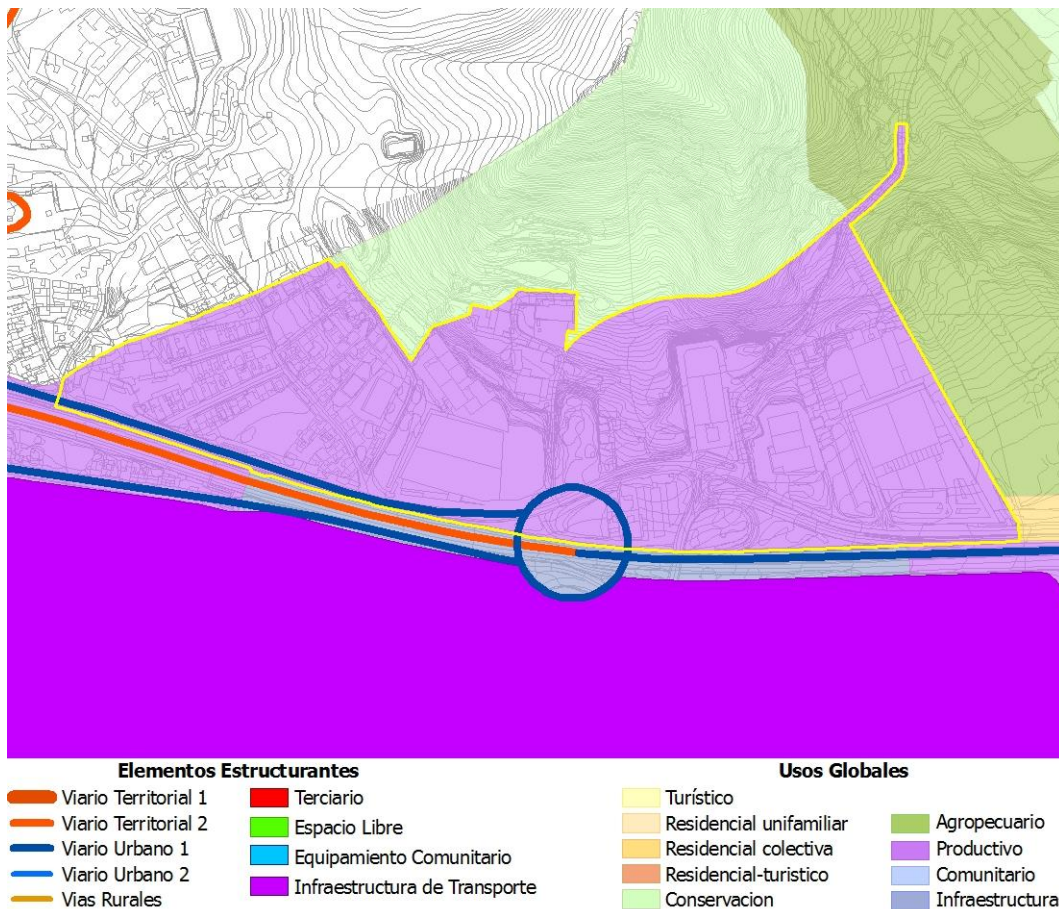 Elementos Estructurantes
Viario Territorial 1
Viario Territorial 2
Viario Urbano 1
Viario Urbano 2
Vias Rurales
Terciario
Espacio Libre
Equipamiento Comunitario
Infraestructura de Transporte
Usos Globales
Turístico
Residencial unifamiliar
Residencial colectiva
Residencial-turistico
Conservacion
Agropecuario
Productivo
Comunitario
Infraestructura